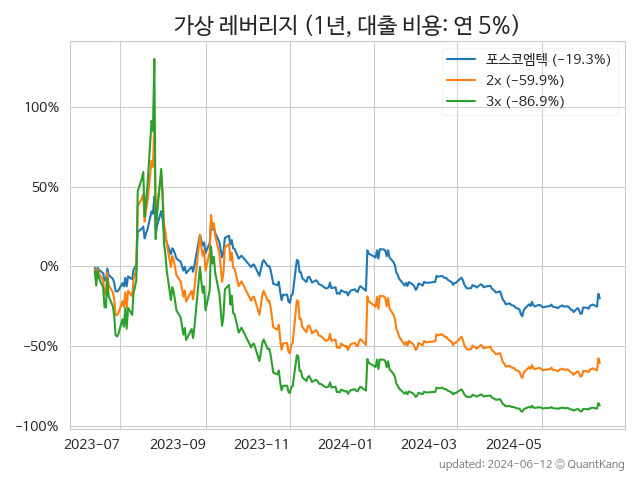 가상 레버리지 (1년, 대출 비용: 연 5%)
포스코엠텍 (−19.3%)
2x (−59.9%)
3x (−86.9%)
100%
50%
0%
−50%
−100%
2023-07
2023-09
2023-11
2024-01
2024-03
2024-05
updated: 2024-06-12 © QuantKang